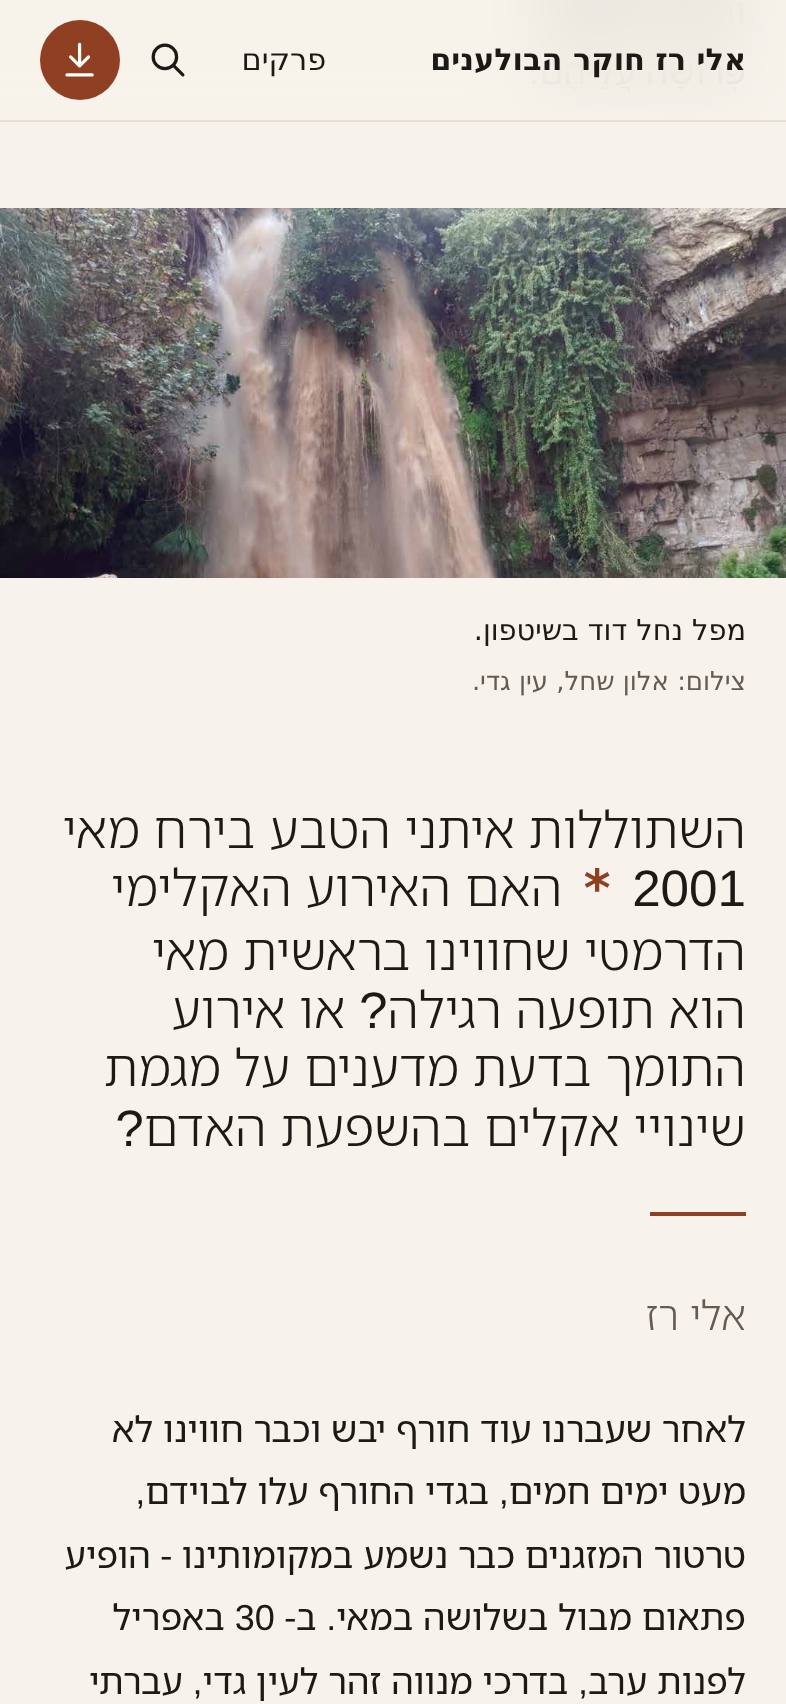 אלי רז חוקר הבולענים
פרקים
מפל נחל דוד בשיטפון.
צילום: אלון שחל, עין גדי.
השתוללות איתני הטבע בירח מאי
2001 * האם האירוע האקלימי
הדרמטי שחווינו בראשית מאי
הוא תופעה רגילה? או אירוע
התומך בדעת מדענים על מגמת
שינויי אקלים בהשפעת האדם?
אלי רז
לאחר שעברנו עוד חורף יבש וכבר חווינו לא
מעט ימים חמים, בגדי החורף עלו לבוידם,
טרטור המזגנים כבר נשמע במקומותינו - הופיע
פתאום מבול בשלושה במאי. ב- 30 באפריל
לפנות ערב, בדרכי מנווה זהר לעין גדי, עברתי